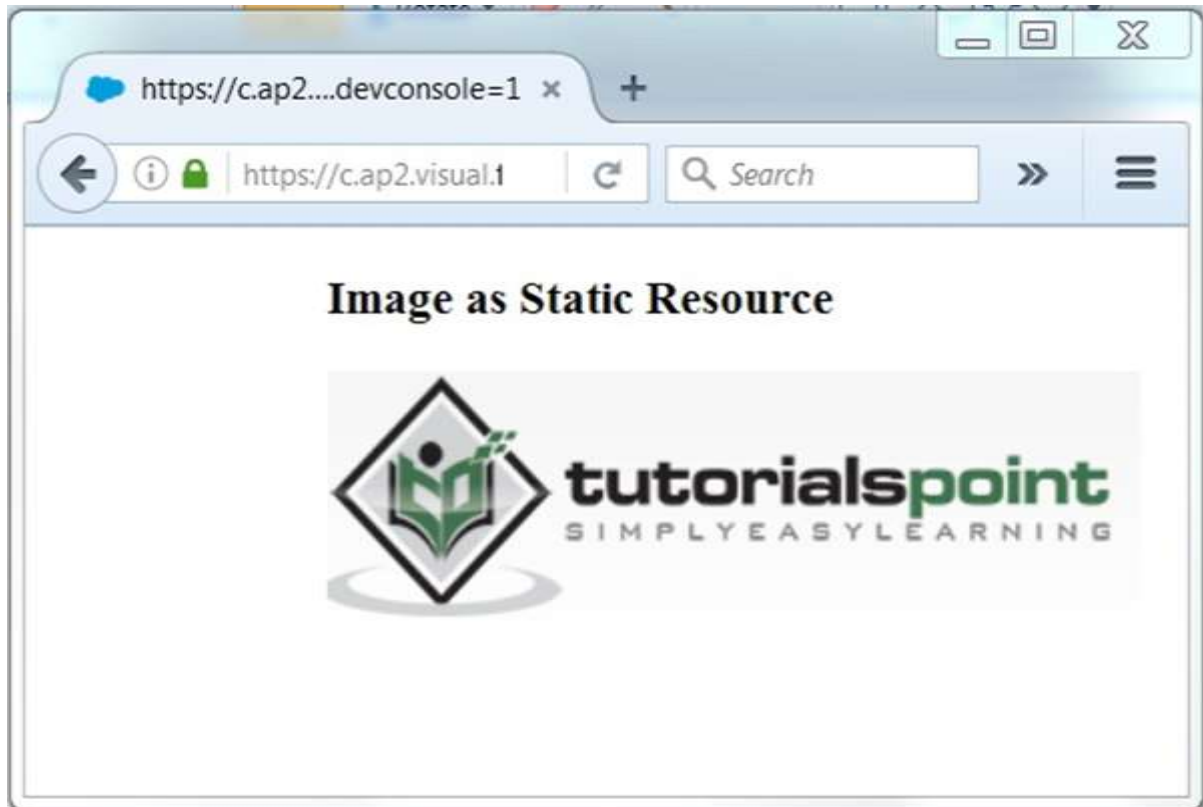 https://c.ap2....devconsole=1
https://c.ap2.visual.f
Search
Image as Static Resource
tutorialspoint
SIMPLYEASYLEARNING